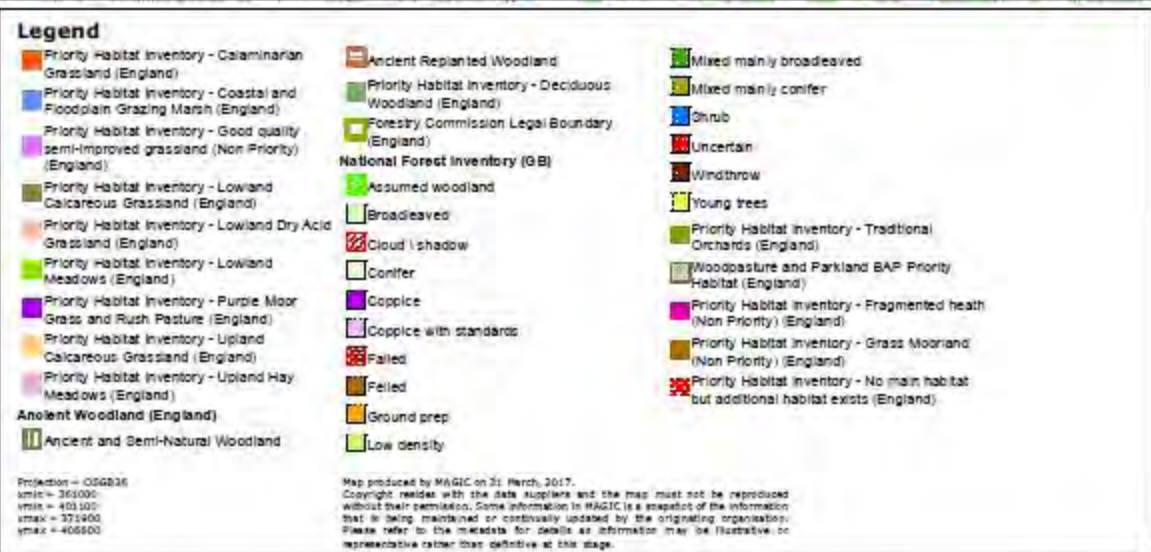 Legend
Priority Habitat Inventory - Calaminarian
Grassland (England)
Priority Habitat Inventory - Coastal and
Floodplain Grazing Marsh (England)
Priority Habitat Inventory - Good quality
semi-improved grassland (Non Priority)
(England)
Priority Habitat Inventory - Lowland
Calcareous Grassland (England)
Priority Habitat Inventory - Lowland Dry Acid
Grassland (England)
Priority Habitat Inventory - Lowland
Meadows (England)
Priority Habitat Inventory - Purple Moor
Grass and Rush Pasture (England)
Priority Habitat Inventory - Upland
Calcareous Grassland (England)
Priority Habitat Inventory - Upland Hay
Meadows (England)
Ancient Woodland (England)
Ancient and Semi-Natural Woodland
Ancient Replanted Woodland
Priority Habitat Inventory - Deciduous
Woodland (England)
Forestry Commission Legal Boundary
(England)
National Forest Inventory (GB)
Assumed woodland
Broadleaved
Cloud \ shadow
Conifer
Coppice
Coppice with standards
Failed
Felled
Ground prep
Low density
Mixed mainly broadleaved
Mixed mainly conifer
Shrub
Uncertain
Windthrow
Young trees
Priority Habitat Inventory - Traditional
Orchards (England)
Woodpasture and Parkland BAP Priority
Habitat (England)
Priority Habitat Inventory - Fragmented heath
(Non Priority) (England)
Priority Habitat Inventory - Grass Moorland
(Non Priority) (England)
Priority Habitat Inventory - No main habitat
but additional habitat exists (England)
Projection = OSGB36
xmin = 361000
ymin = 401100
xmax = 371900
ymax = 406600
Map produced by MAGIC on 31 March, 2017.
Copyright resides with the data suppliers and the map must not be reproduced
without their permission. Some information in MAGIC is a snapshot of the information
that is being maintained or continually updated by the originating organisation.
Please refer to the metadata for details as information may be illustrative or
representative rather than definitive at this stage.